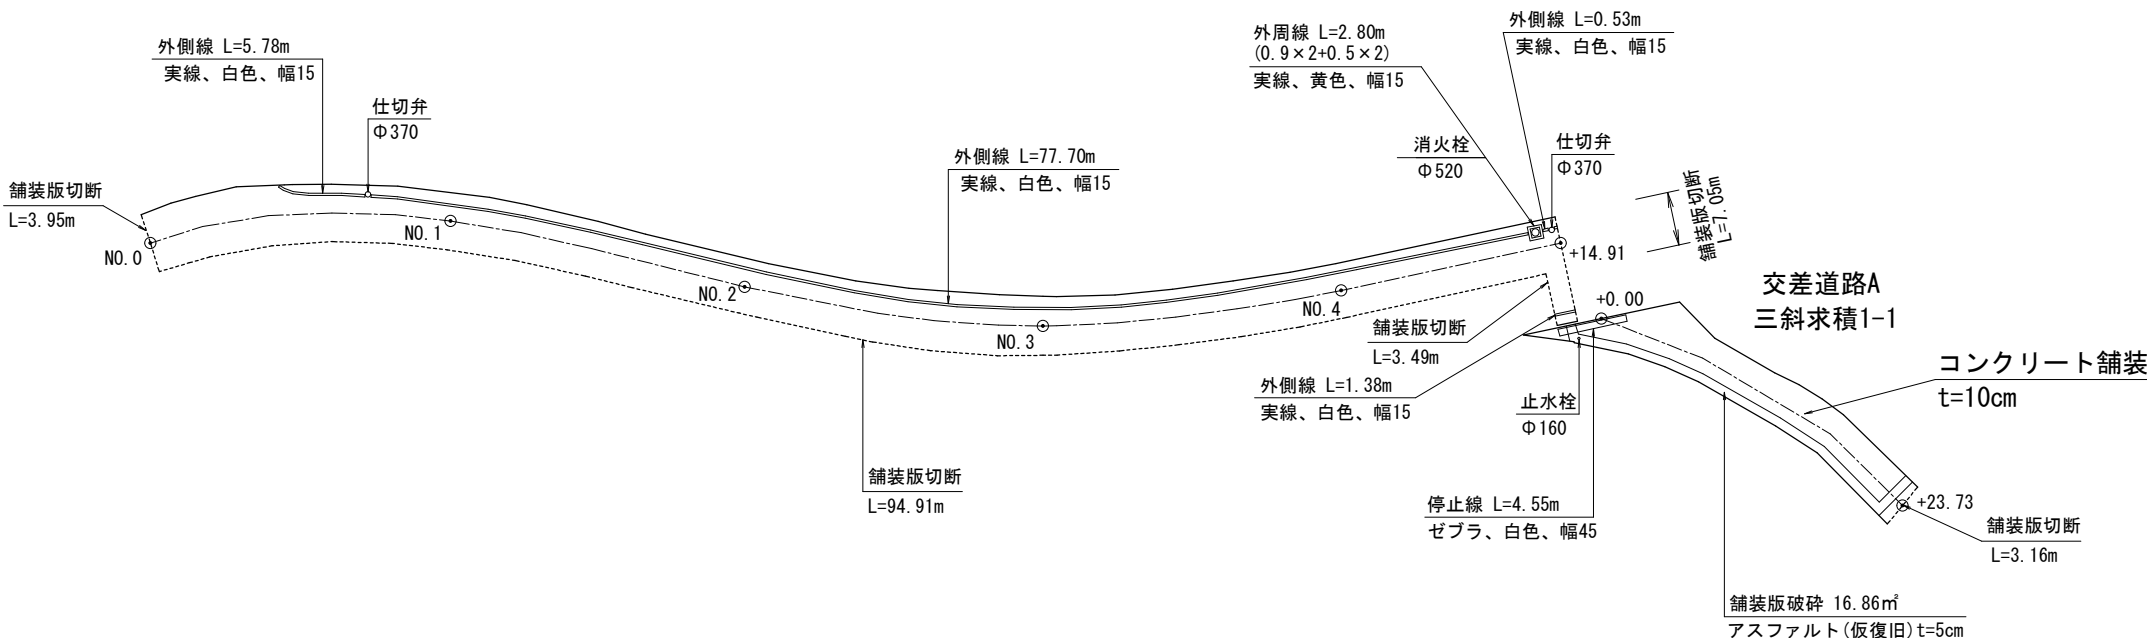 外側線 L=5.78m
実線、白色、幅15
仕切弁
Φ370
舗装版切断
L=3.95m
NO.0
NO.1
NO.2
NO.3
NO.4
外側線 L=77.70m
実線、白色、幅15
外周線 L=2.80m
(0.9×2+0.5×2)
実線、黄色、幅15
外側線 L=0.53m
実線、白色、幅15
消火栓
Φ520
仕切弁
Φ370
舗装版切断
L=7.05m
+14.91
交差道路A
三斜求積1-1
+0.00
舗装版切断
L=3.49m
外側線 L=1.38m
実線、白色、幅15
止水栓
Φ160
コンクリート舗装
t=10cm
舗装版切断
L=94.91m
停止線 L=4.55m
ゼブラ、白色、幅45
+23.73
舗装版切断
L=3.16m
舗装版破砕 16.86㎡
アスファルト(仮復旧)t=5cm